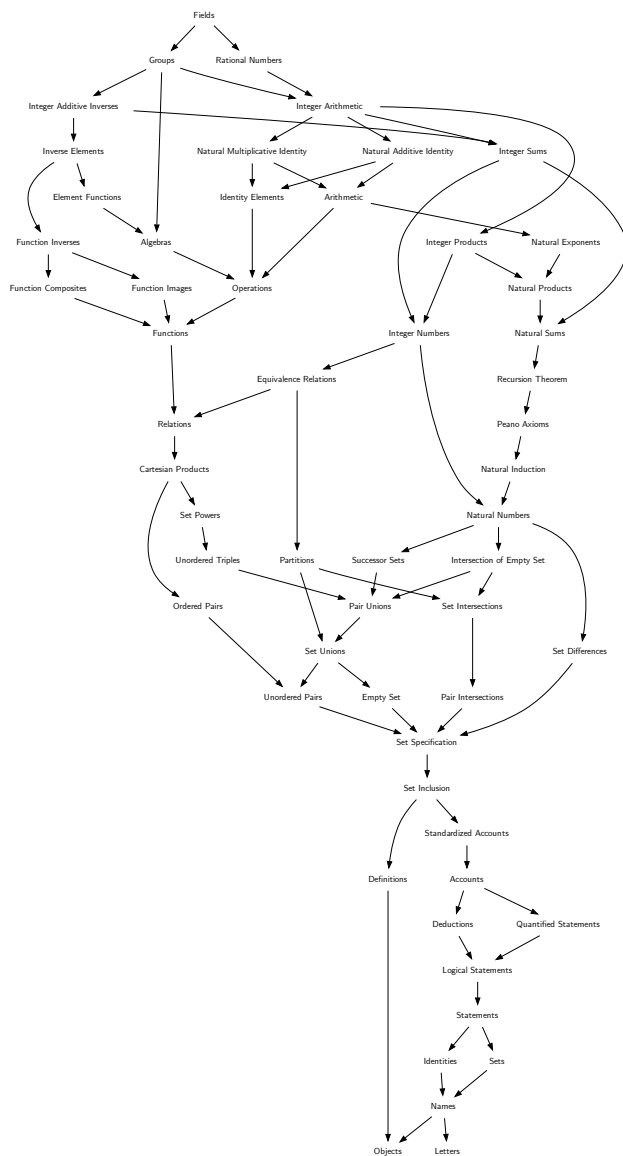 Fields
Groups Rational Numbers
Integer Additive Inverses Integer Arithmetic
Inverse Elements Natural Multiplicative Identity Natural Additive Identity Integer Sums
Element Functions Identity Elements Arithmetic
Function Inverses Algebras Integer Products Natural Exponents
Function Composites Function Images Operations Natural Products
Functions Integer Numbers Natural Sums
Equivalence Relations Recursion Theorem
Relations Peano Axioms
Cartesian Products Natural Induction
Set Powers Natural Numbers
Unordered Triples Partitions Successor Sets Intersection of Empty Set
Ordered Pairs Pair Unions Set Intersections
Set Unions Set Differences
Unordered Pairs Empty Set Pair Intersections
Set Specification
Set Inclusion
Standardized Accounts
Definitions Accounts
Deductions Quantified Statements
Logical Statements
Statements
Identities Sets
Names
Objects Letters